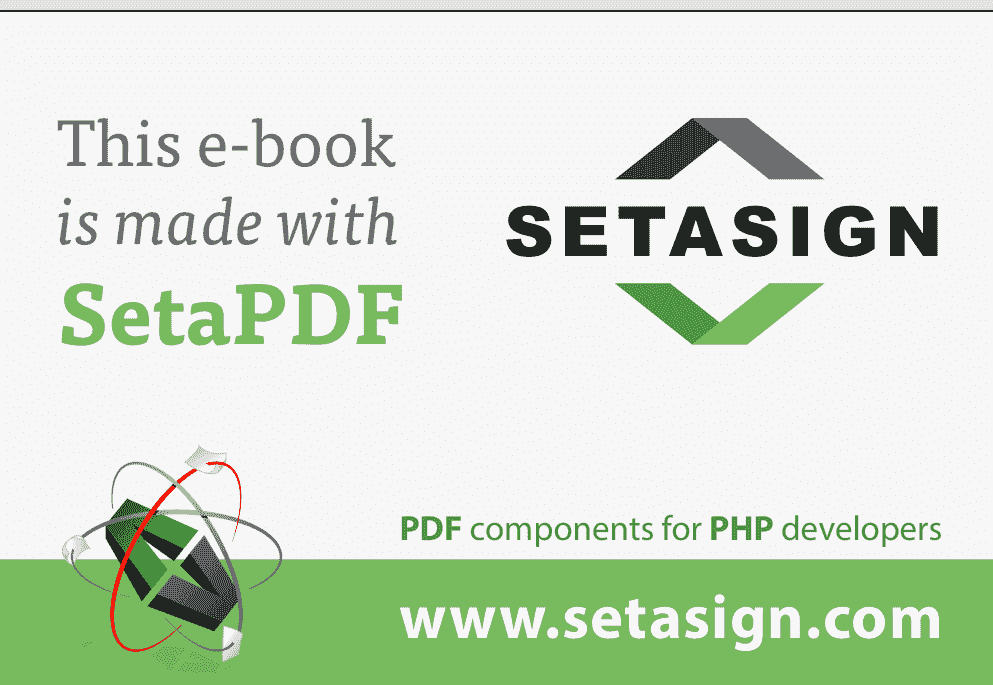 This e-book
is made with
SetaPDF
SETASIGN
PDF components for PHP developers
www.setasign.com